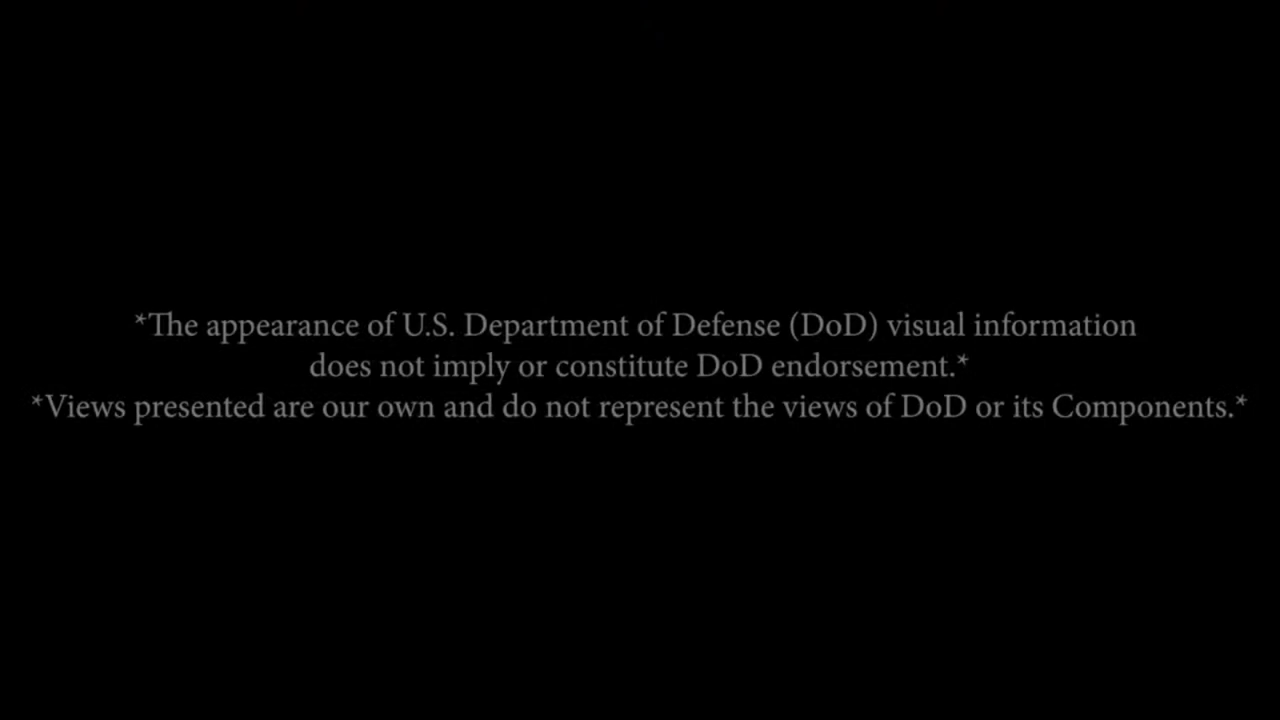 *The appearance of U.S. Department of Defense (DoD) visual information
does not imply or constitute DoD endorsement.*
*Views presented are our own and do not represent the views of DoD or its Components.*